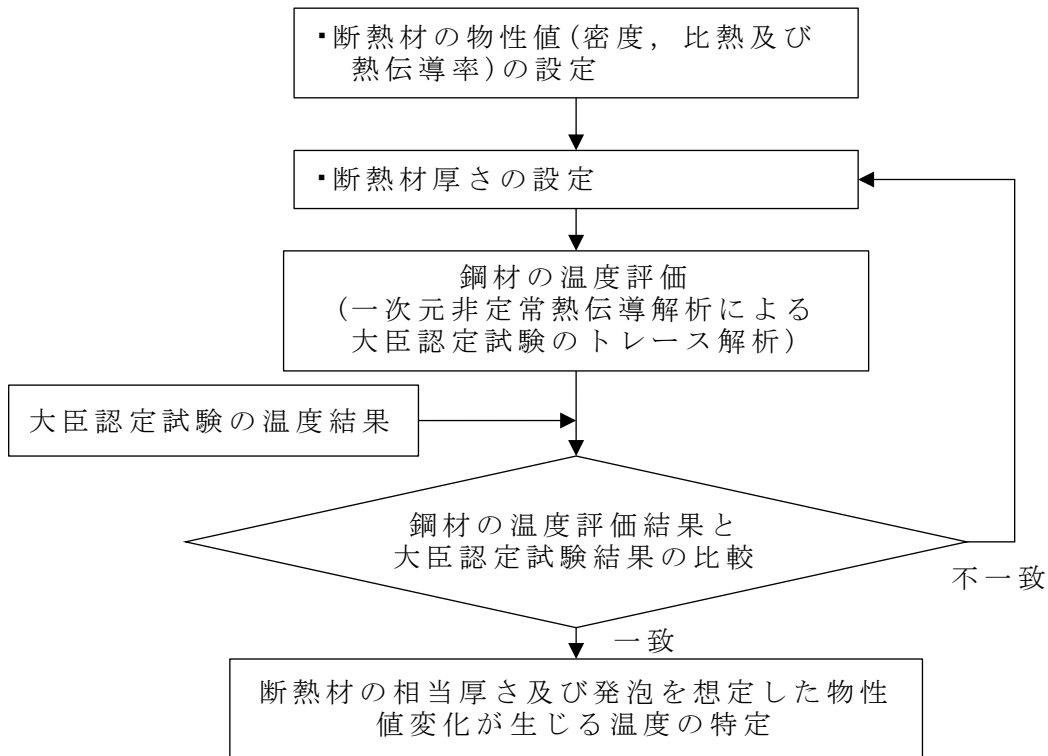 ▪断熱材の物性値(密度，比熱及び
熱伝導率)の設定
▪断熱材厚さの設定
鋼材の温度評価
(一次元非定常熱伝導解析による
大臣認定試験のトレース解析)
大臣認定試験の温度結果
鋼材の温度評価結果と
大臣認定試験結果の比較
不一致
一致
断熱材の相当厚さ及び発泡を想定した物性
値変化が生じる温度の特定